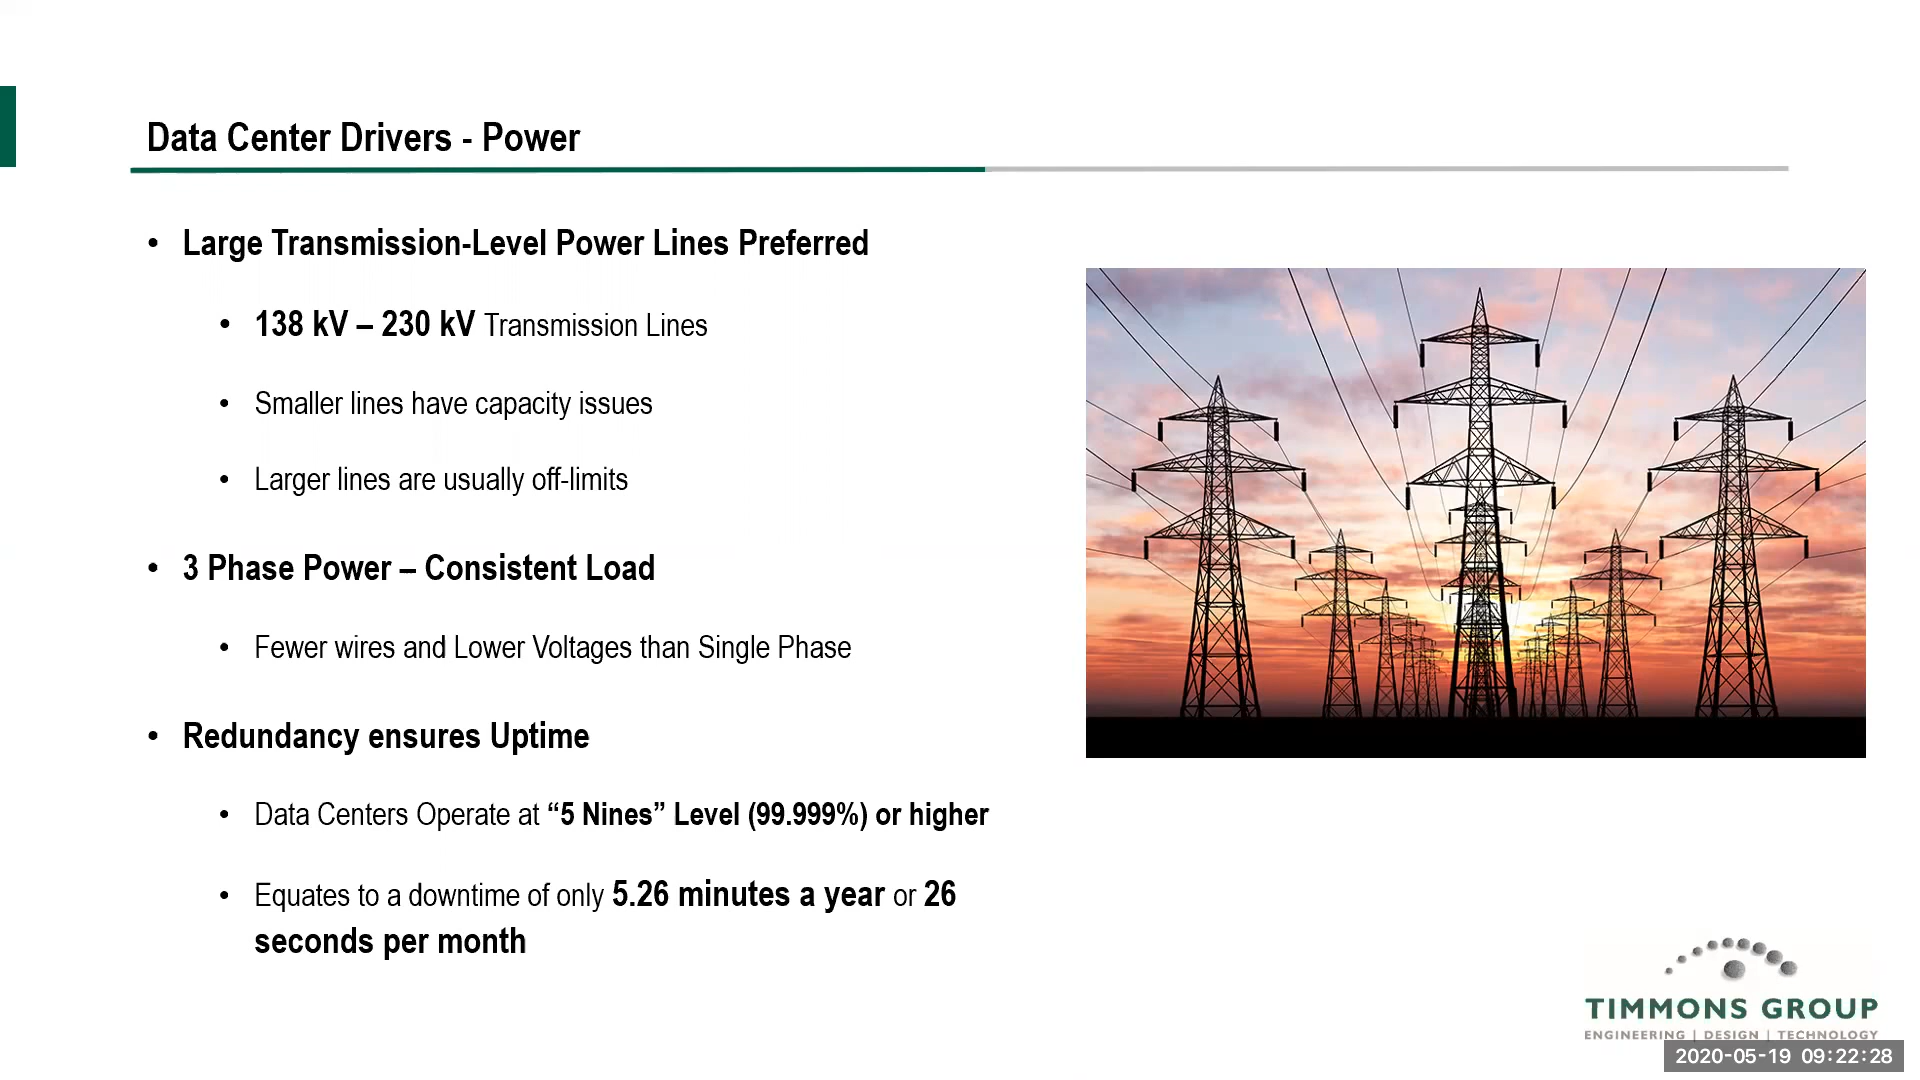 Data Center Drivers - Power
• Large Transmission-Level Power Lines Preferred
• 138 kV – 230 kV Transmission Lines
• Smaller lines have capacity issues
• Larger lines are usually off-limits
• 3 Phase Power – Consistent Load
• Fewer wires and Lower Voltages than Single Phase
• Redundancy ensures Uptime
• Data Centers Operate at “5 Nines” Level (99.999%) or higher
• Equates to a downtime of only 5.26 minutes a year or 26
seconds per month
TIMMONS GROUP
ENGINEERING | DESIGN | TECHNOLOGY
2020-05-19 09:22:28